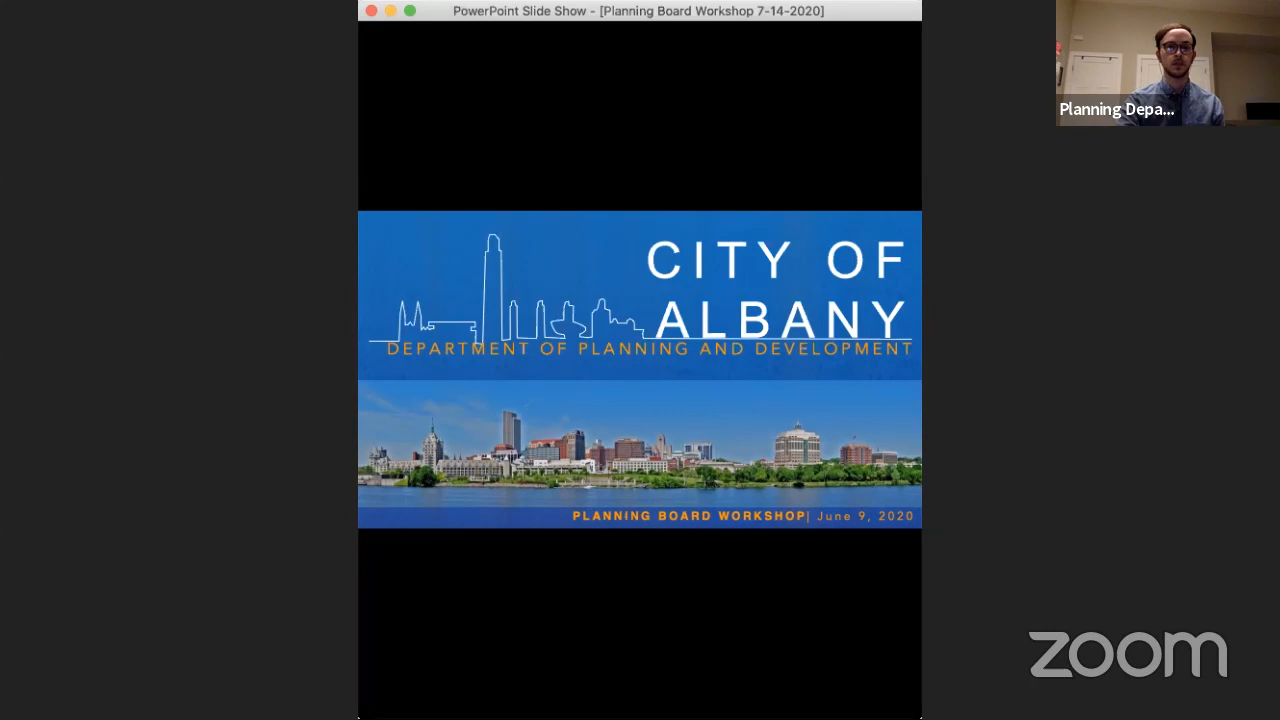 PowerPoint Slide Show - [Planning Board Workshop 7-14-2020]
Planning Depa...
CITY OF
ALBANY
DEPARTMENT OF PLANNING AND DEVELOPMENT
PLANNING BOARD WORKSHOP| June 9, 2020
zoom